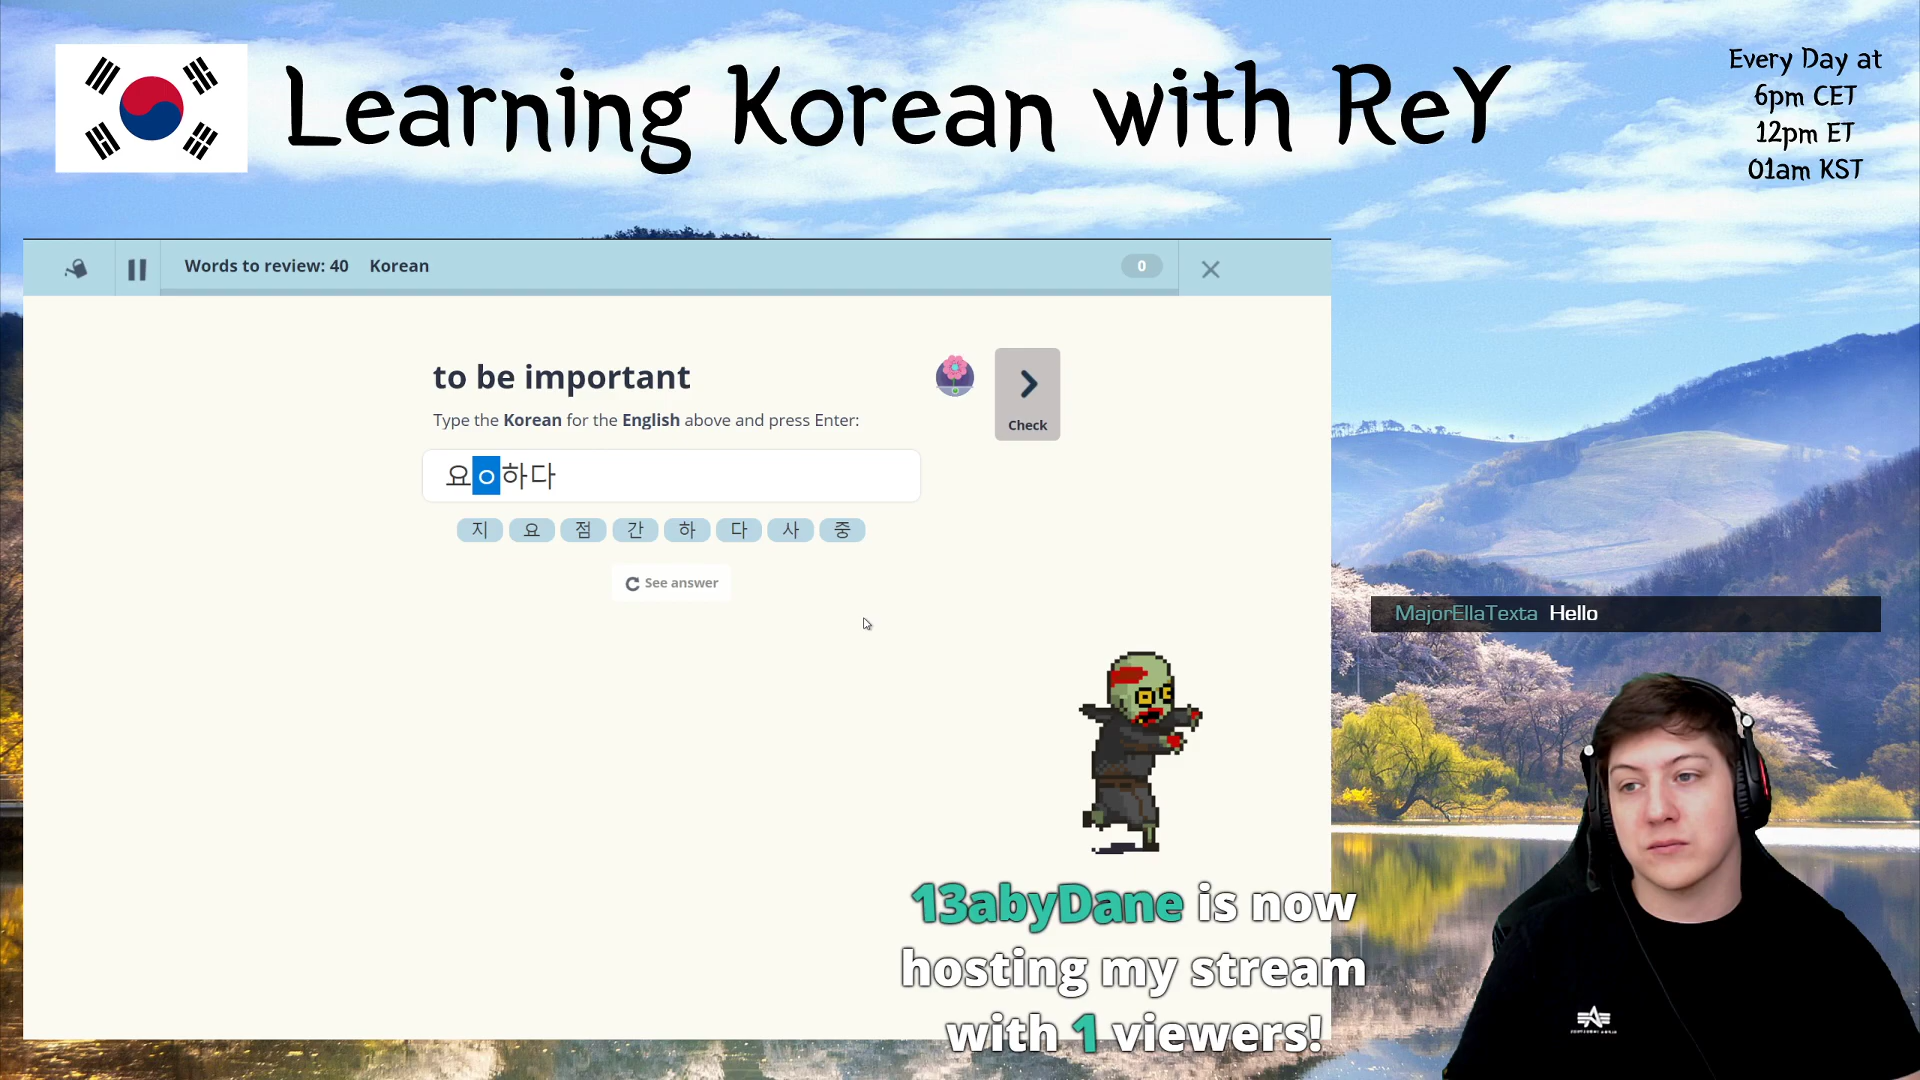 Learning Korean with ReY
Every Day at
6pm CET
12pm ET
01am KST
Words to review: 40 Korean
0
to be important
Type the Korean for the English above and press Enter:
Check
요ㅇ하다
지 요 점 간 하 다 사 중
See answer
MajorEllaTexta Hello
13abyDane is now
hosting my stream
with 1 viewers!